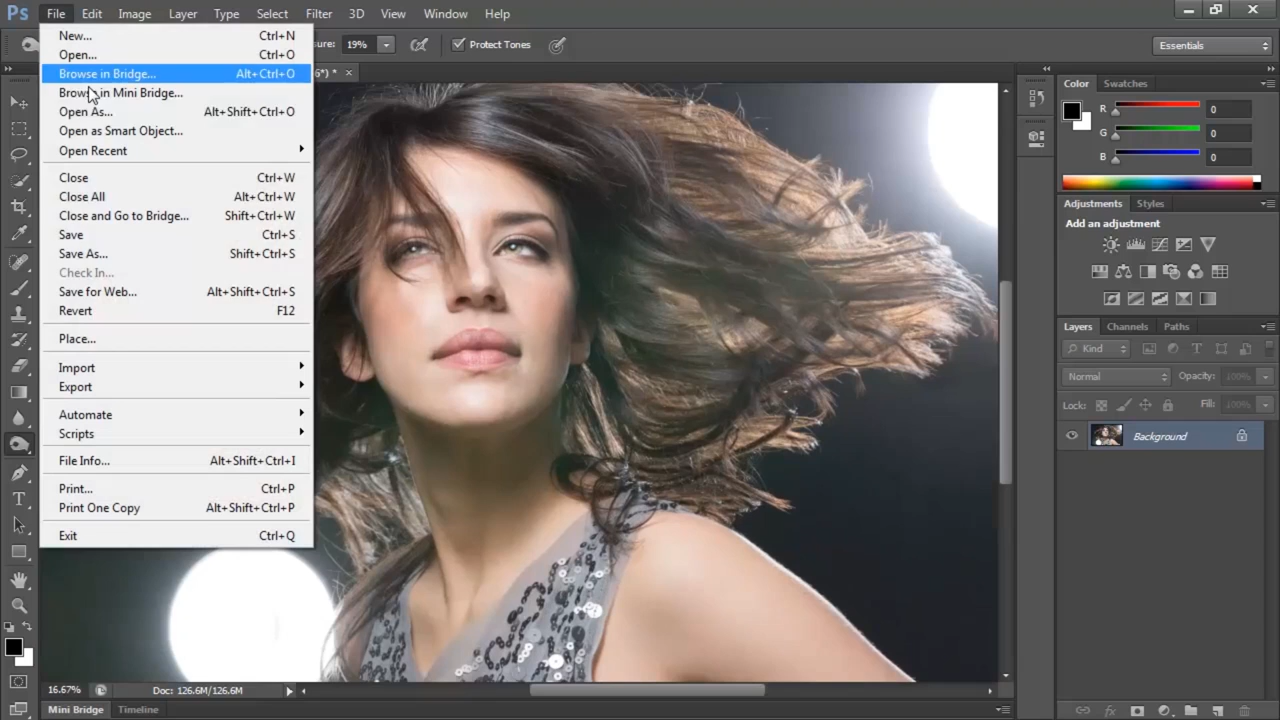 Ps File Edit Image Layer Type Select Filter 3D View Window Help
sure: 19% Protect Tones Essentials
6*) * ×
New... Ctrl+N
Open... Ctrl+O
Browse in Bridge... Alt+Ctrl+O
Browse in Mini Bridge...
Open As... Alt+Shift+Ctrl+O
Open as Smart Object...
Open Recent
Close Ctrl+W
Close All Alt+Ctrl+W
Close and Go to Bridge... Shift+Ctrl+W
Save Ctrl+S
Save As... Shift+Ctrl+S
Check In...
Save for Web... Alt+Shift+Ctrl+S
Revert F12
Place...
Import
Export
Automate
Scripts
File Info... Alt+Shift+Ctrl+I
Print... Ctrl+P
Print One Copy Alt+Shift+Ctrl+P
Exit Ctrl+Q
Color Swatches
R 0
G 0
B 0
Adjustments Styles
Add an adjustment
Layers Channels Paths
Kind
Normal Opacity: 100%
Lock: Fill: 100%
Background
16.67% Doc: 126.6M/126.6M
Mini Bridge Timeline